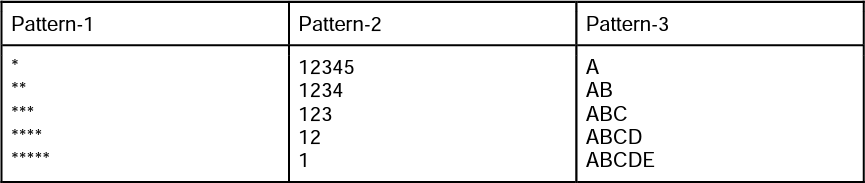 Pattern-1 Pattern-2 Pattern-3
* 12345 A
** 1234 AB
*** 123 ABC
**** 12 ABCD
***** 1 ABCDE